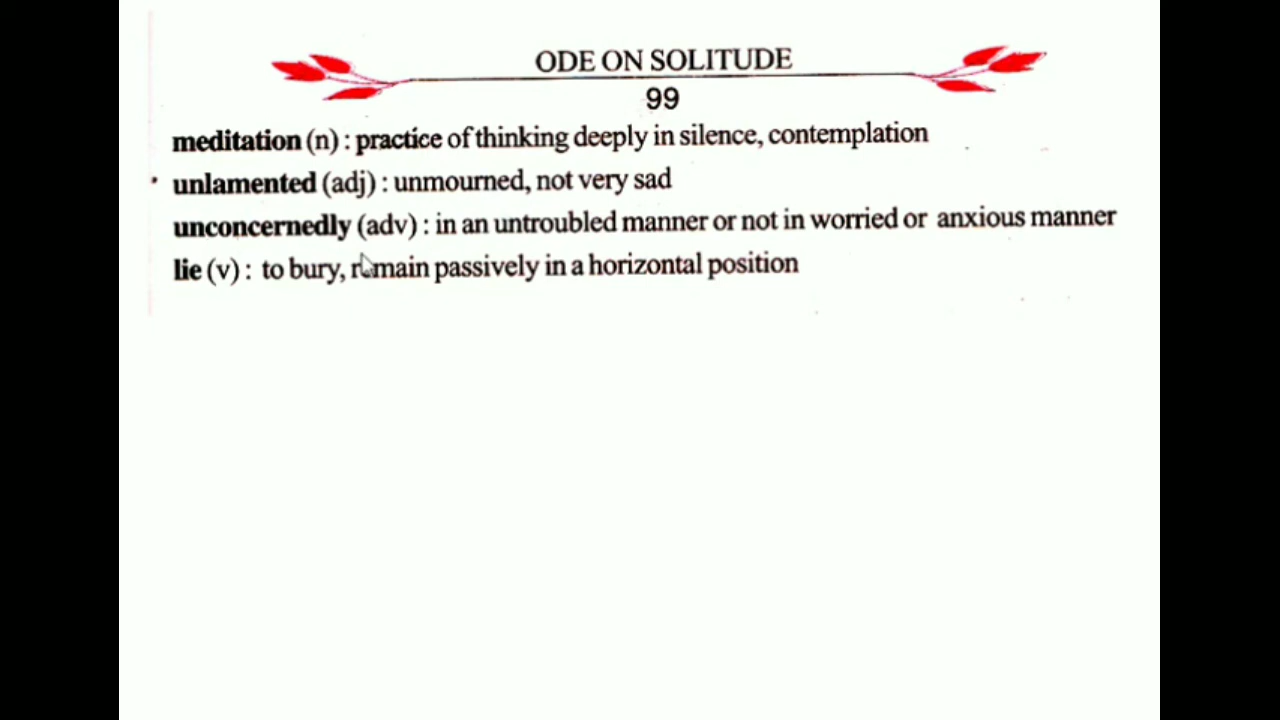 ODE ON SOLITUDE
99
meditation (n) : practice of thinking deeply in silence, contemplation
unlamented (adj) : unmourned, not very sad
unconcernedly (adv) : in an untroubled manner or not in worried or anxious manner
lie (v) : to bury, remain passively in a horizontal position